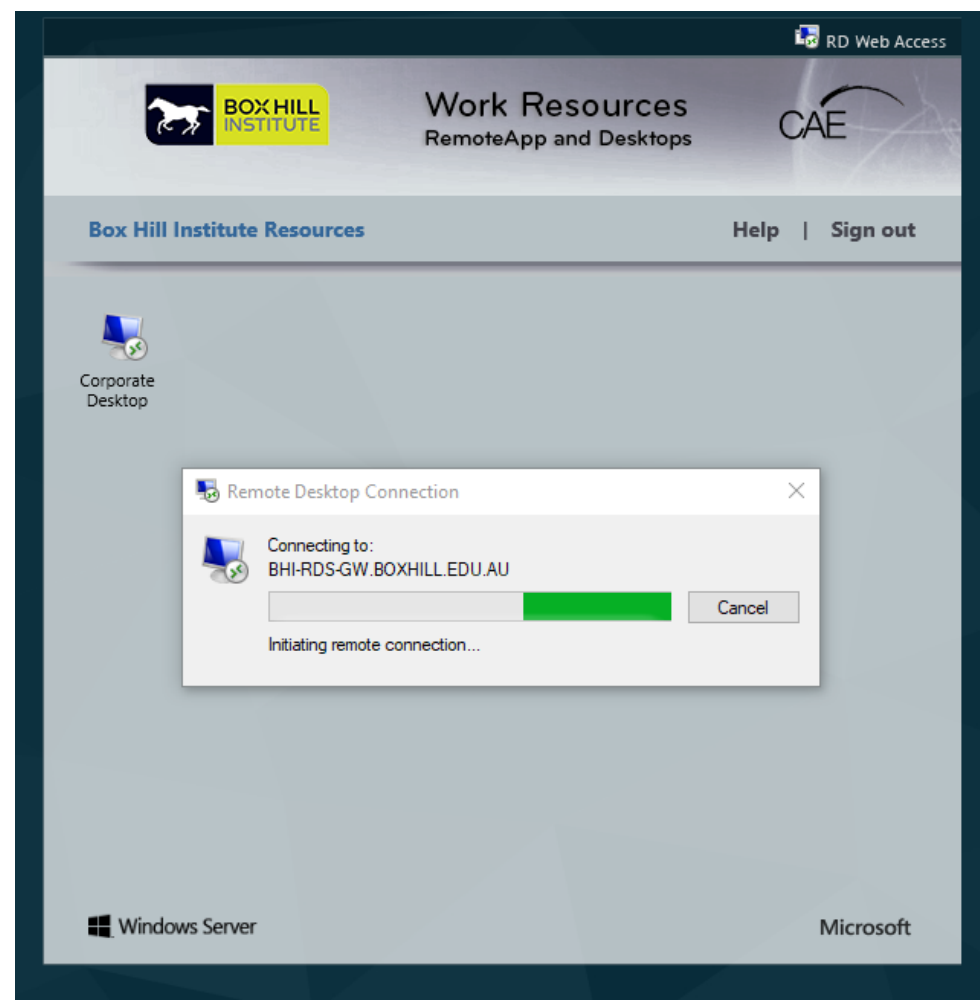 RD Web Access
BOX HILL
INSTITUTE
Work Resources
RemoteApp and Desktops
CAE
Box Hill Institute Resources
Help | Sign out
Corporate
Desktop
Remote Desktop Connection
Connecting to:
BHI-RDS-GW.BOXHILL.EDU.AU
Cancel
Initiating remote connection...
Windows Server
Microsoft